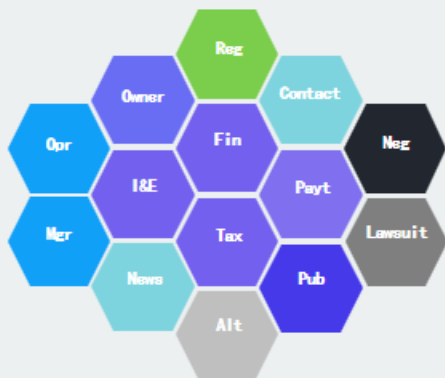 Reg
Owner
Contact
Opr
Fin
Neg
I&E
Payt
Mgr
Tax
Lawsuit
News
Pub
Alt